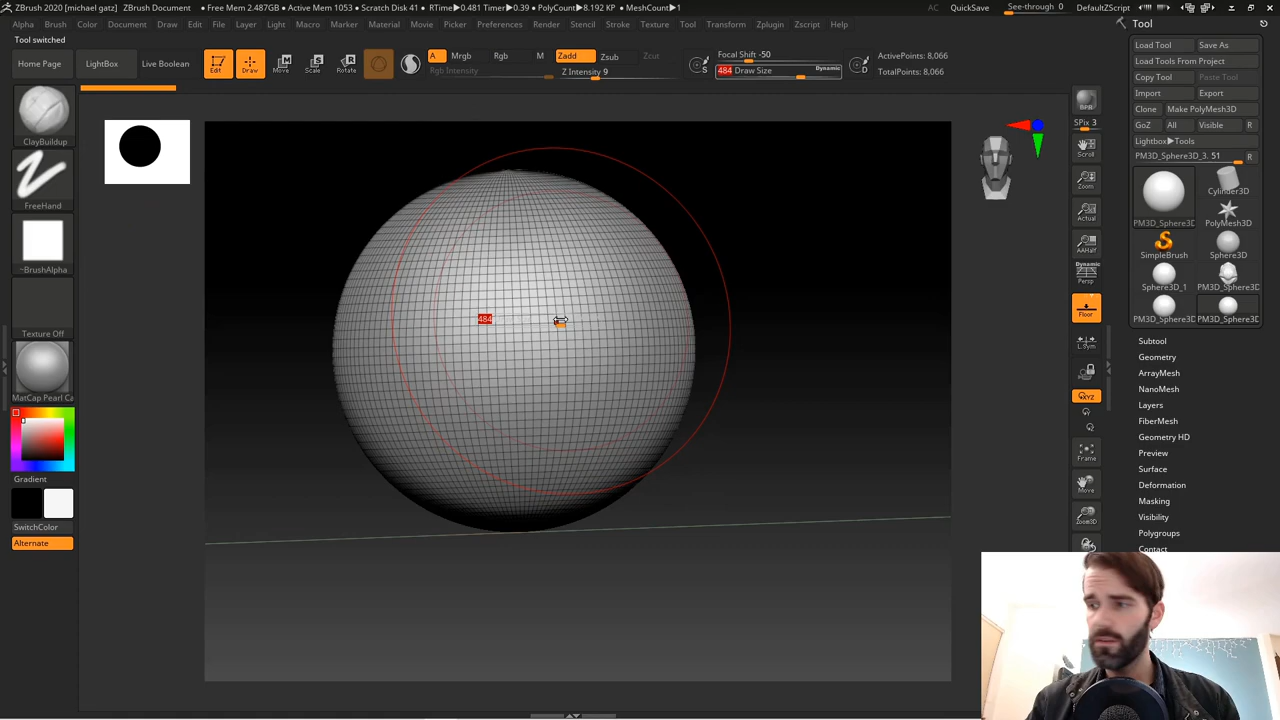 ZBrush 2020 [michael gatz] ZBrush Document • Free Mem 2.487GB • Active Mem 1053 • Scratch Disk 41 • RTime▶0.481 Timer▶0.39 • PolyCount▶8.192 KP • MeshCount▶1 AC QuickSave See-through 0 DefaultZScript
Alpha Brush Color Document Draw Edit File Layer Light Macro Marker Material Movie Picker Preferences Render Stencil Stroke Texture Tool Transform Zplugin Zscript Help
Tool switched
Home Page LightBox Live Boolean Edit Draw Move Scale Rotate
A Mrgb Rgb M Zadd Zsub Zcut
Rgb Intensity Z Intensity 9
Focal Shift -50
484 Draw Size Dynamic
S D
ActivePoints: 8,066
TotalPoints: 8,066
ClayBuildup
FreeHand
~BrushAlpha
Texture Off
MatCap Pearl Ca
Gradient
SwitchColor
Alternate
484
BPR
SPix 3
Scroll
Zoom
Actual
AAHalf
Dynamic
Persp
Floor
L.Sym
XYZ
Frame
Move
Zoom3D
Tool
Load Tool Save As
Load Tools From Project
Copy Tool Paste Tool
Import Export
Clone Make PolyMesh3D
GoZ All Visible R
Lightbox▶Tools
PM3D_Sphere3D_3. 51 R
Cylinder3D
PM3D_Sphere3D PolyMesh3D
SimpleBrush Sphere3D
Sphere3D_1 PM3D_Sphere3D
PM3D_Sphere3D PM3D_Sphere3D
Subtool
Geometry
ArrayMesh
NanoMesh
Layers
FiberMesh
Geometry HD
Preview
Surface
Deformation
Masking
Visibility
Polygroups
Contact